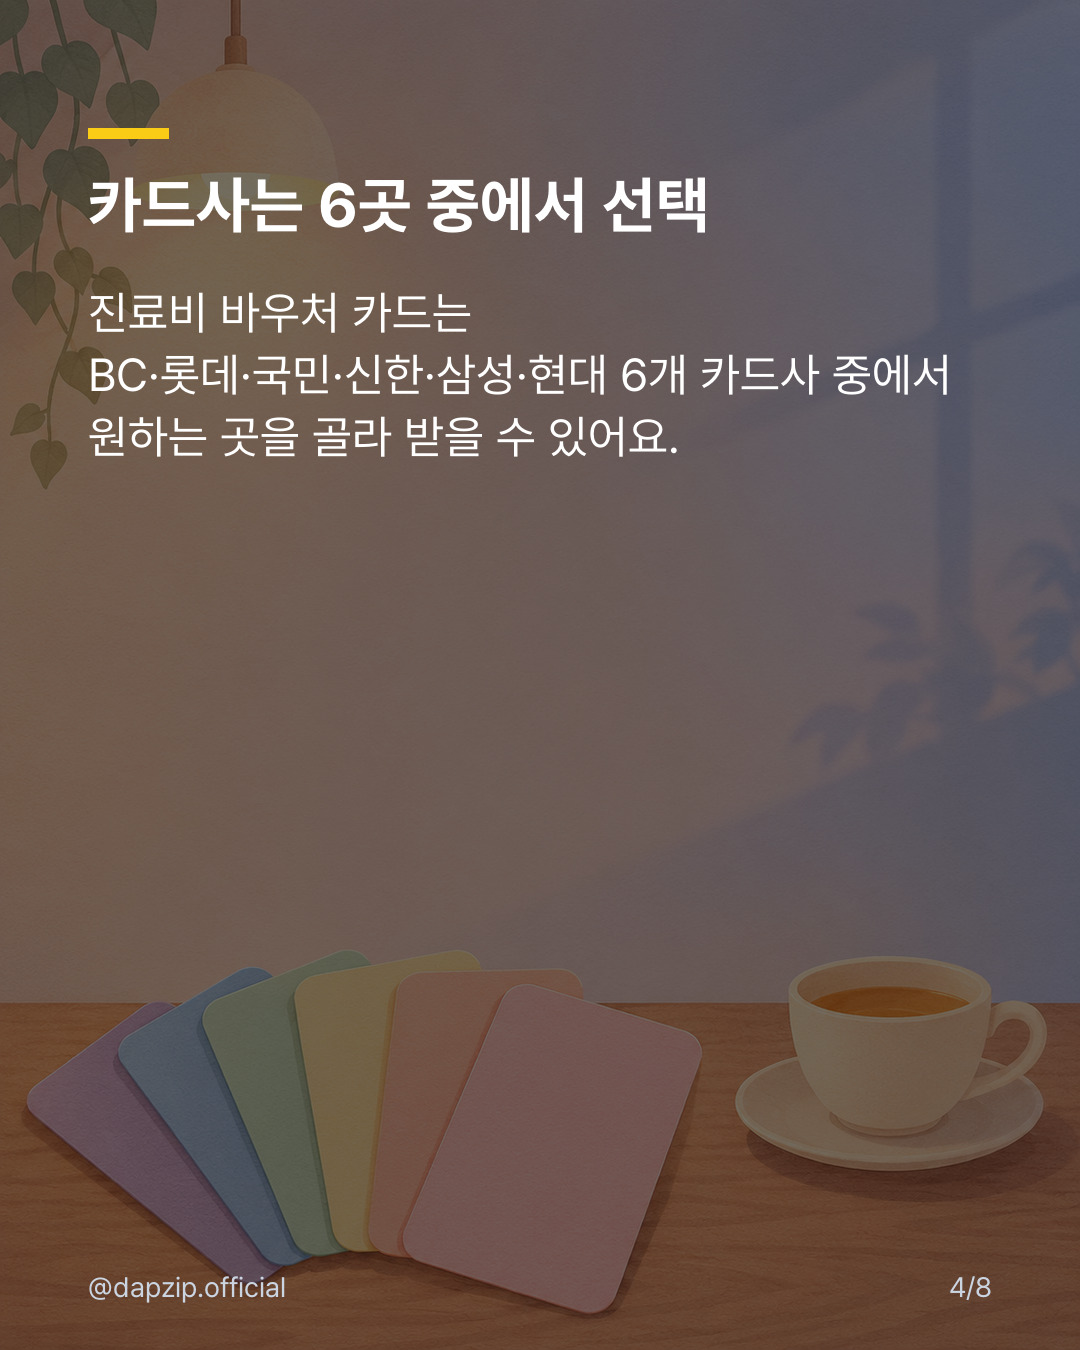 카드사는 6곳 중에서 선택
진료비 바우처 카드는
BC·롯데·국민·신한·삼성·현대 6개 카드사 중에서
원하는 곳을 골라 받을 수 있어요.
@dapzip.official
4/8